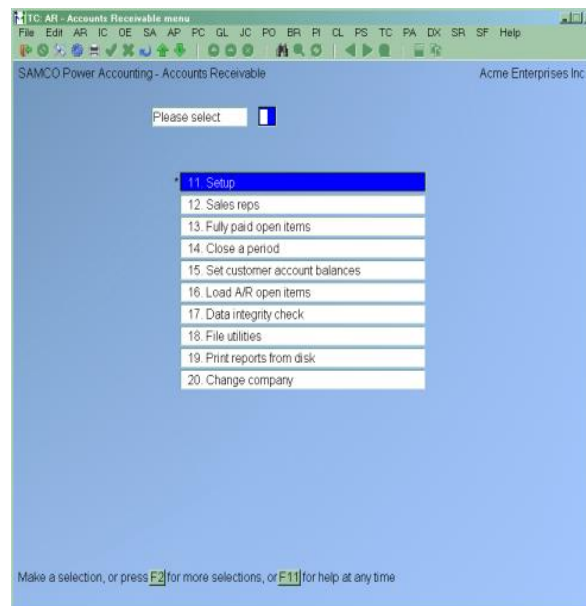 TC: AR - Accounts Receivable menu
File Edit AR IC OE SA AP PC GL JC PO BR PI CL PS TC PA DX SR SF Help
SAMCO Power Accounting - Accounts Receivable Acme Enterprises Inc
Please select
* 11. Setup
12. Sales reps
13. Fully paid open items
14. Close a period
15. Set customer account balances
16. Load A/R open items
17. Data integrity check
18. File utilities
19. Print reports from disk
20. Change company
Make a selection, or press F2 for more selections, or F11 for help at any time